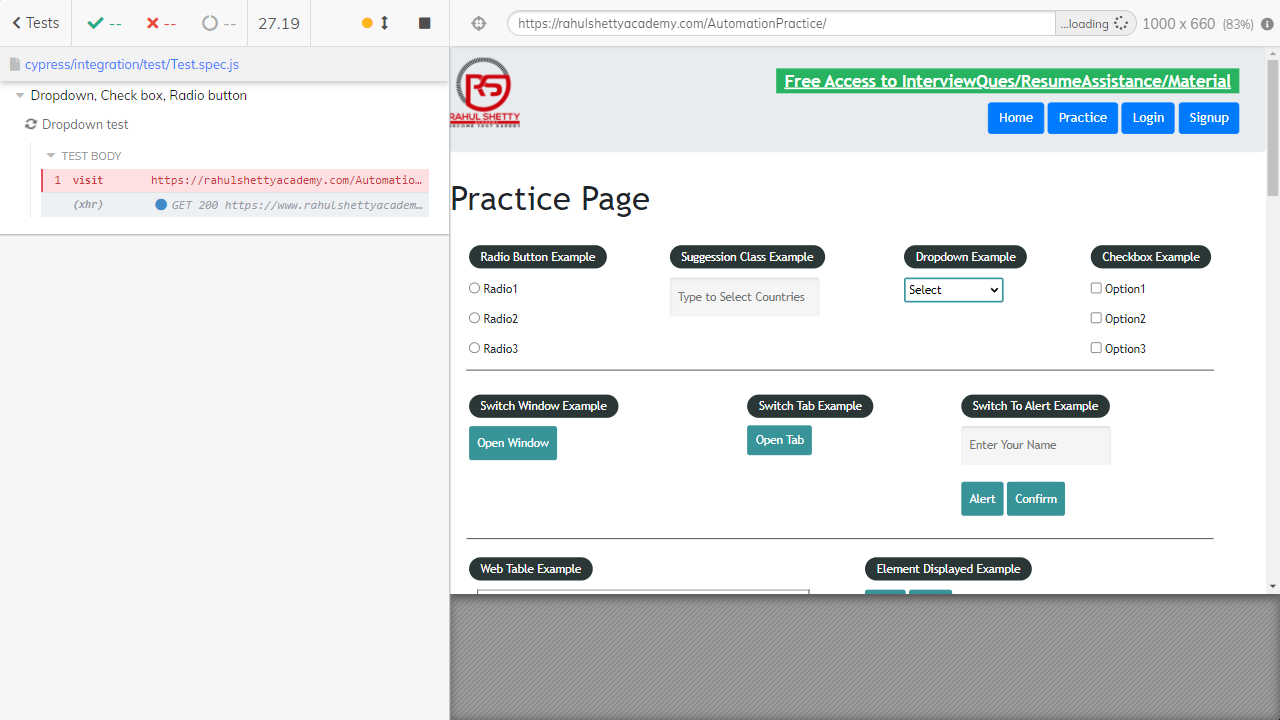 Tests
--
--
--
27.19
https://rahulshettyacademy.com/AutomationPractice/
...loading
1000 x 660 (83%)
cypress/integration/test/Test.spec.js
Dropdown, Check box, Radio button
Dropdown test
TEST BODY
1 visit https://rahulshettyacademy.com/Automatio...
(xhr) GET 200 https://www.rahulshettyacadem...
RS
RAHUL SHETTY
ACADEMY
Free Access to InterviewQues/ResumeAssistance/Material
Home Practice Login Signup
Practice Page
Radio Button Example
Radio1
Radio2
Radio3
Suggession Class Example
Type to Select Countries
Dropdown Example
Select
Checkbox Example
Option1
Option2
Option3
Switch Window Example
Open Window
Switch Tab Example
Open Tab
Switch To Alert Example
Enter Your Name
Alert Confirm
Web Table Example
Element Displayed Example